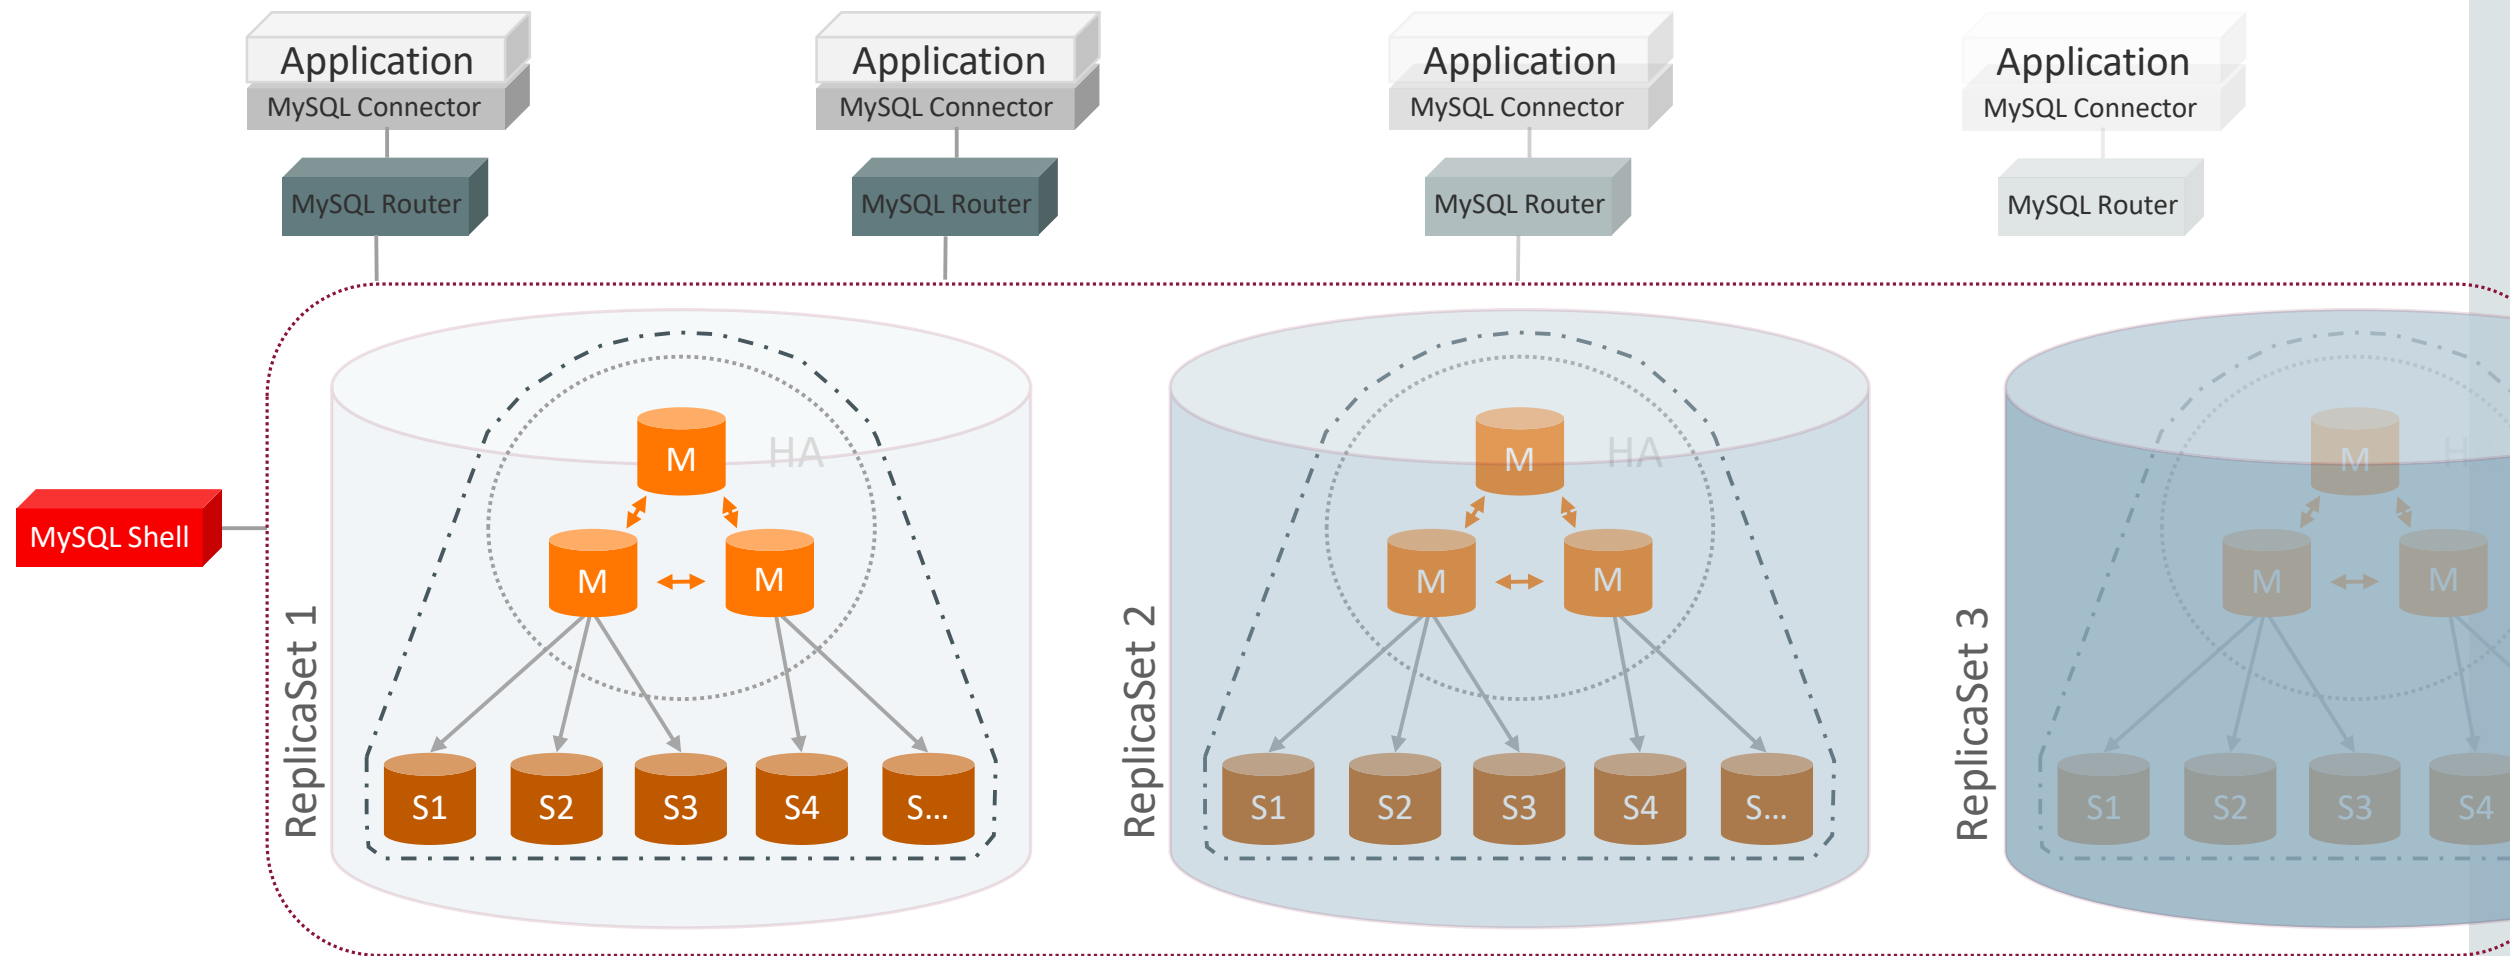 Application
MySQL Connector
MySQL Router
Application
MySQL Connector
MySQL Router
Application
MySQL Connector
MySQL Router
Application
MySQL Connector
MySQL Router
MySQL Shell
ReplicaSet 1
HA
M
M
M
S1
S2
S3
S4
S...
ReplicaSet 2
HA
M
M
M
S1
S2
S3
S4
S...
ReplicaSet 3
H
M
M
M
S1
S2
S3
S4